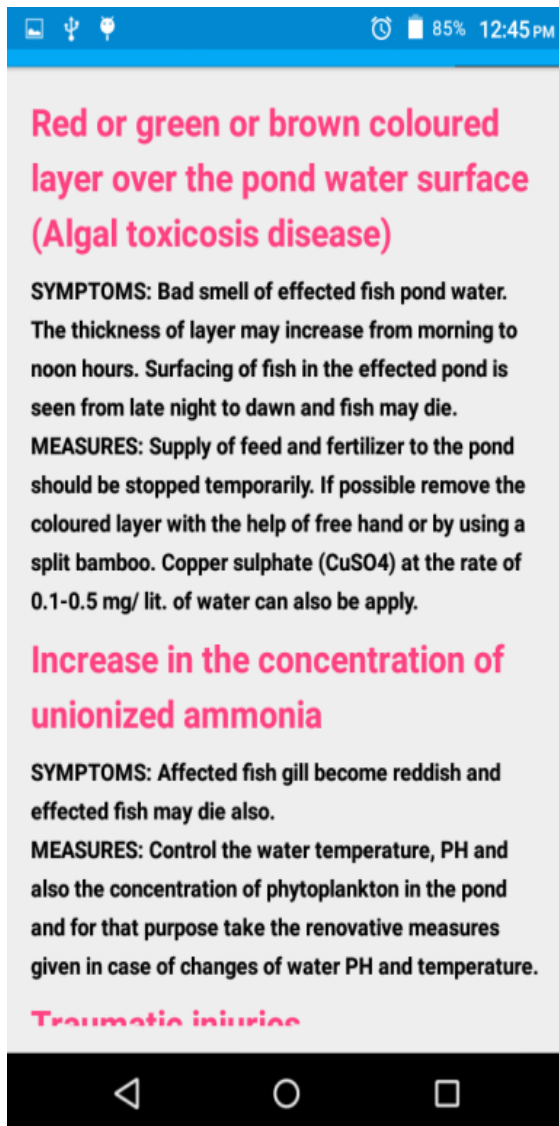 85% 12:45 PM
Red or green or brown coloured
layer over the pond water surface
(Algal toxicosis disease)
SYMPTOMS: Bad smell of effected fish pond water.
The thickness of layer may increase from morning to
noon hours. Surfacing of fish in the effected pond is
seen from late night to dawn and fish may die.
MEASURES: Supply of feed and fertilizer to the pond
should be stopped temporarily. If possible remove the
coloured layer with the help of free hand or by using a
split bamboo. Copper sulphate (CuSO4) at the rate of
0.1-0.5 mg/ lit. of water can also be apply.
Increase in the concentration of
unionized ammonia
SYMPTOMS: Affected fish gill become reddish and
effected fish may die also.
MEASURES: Control the water temperature, PH and
also the concentration of phytoplankton in the pond
and for that purpose take the renovative measures
given in case of changes of water PH and temperature.
Traumatic injuries